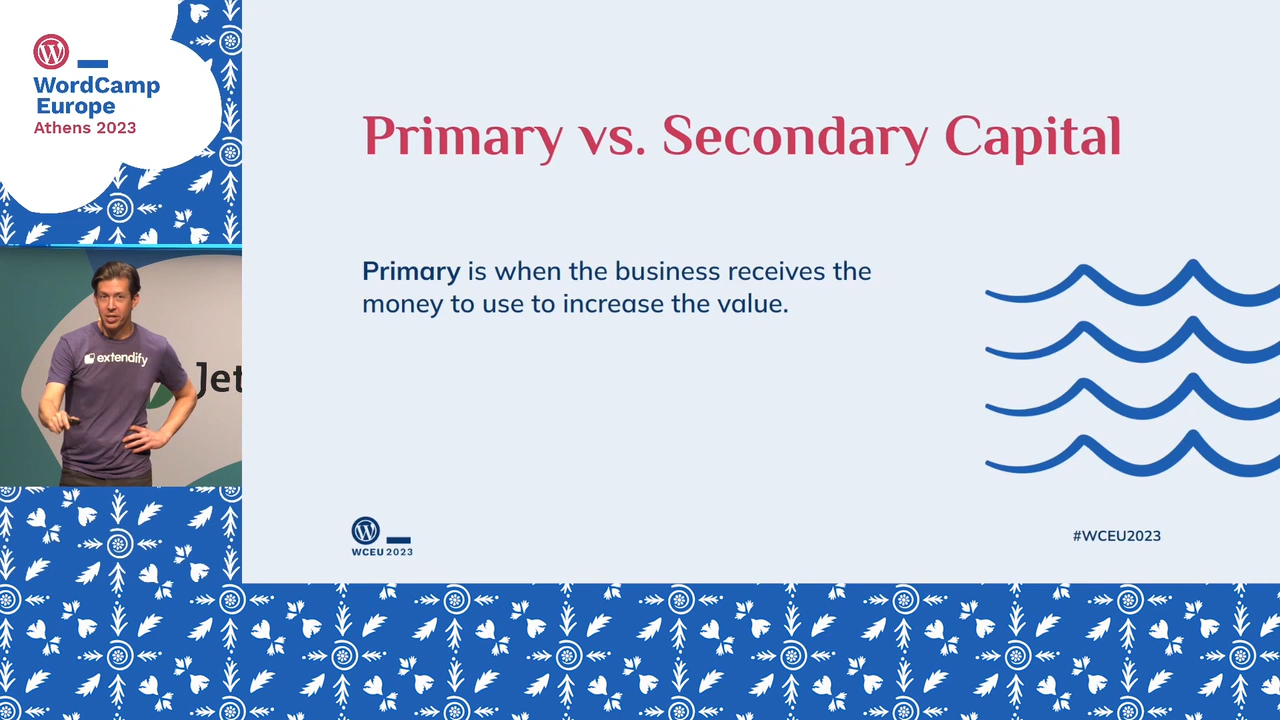 WordCamp
Europe
Athens 2023
Primary vs. Secondary Capital
Primary is when the business receives the
money to use to increase the value.
extendify
Jet
WCEU 2023
#WCEU2023